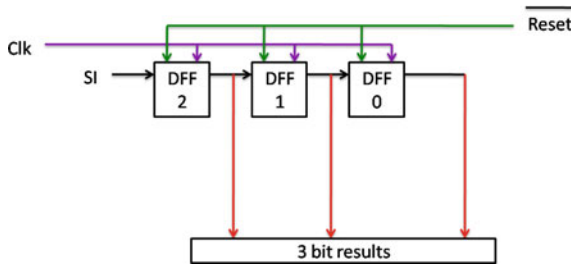 Reset
Clk
SI
DFF
2
DFF
1
DFF
0
3 bit results